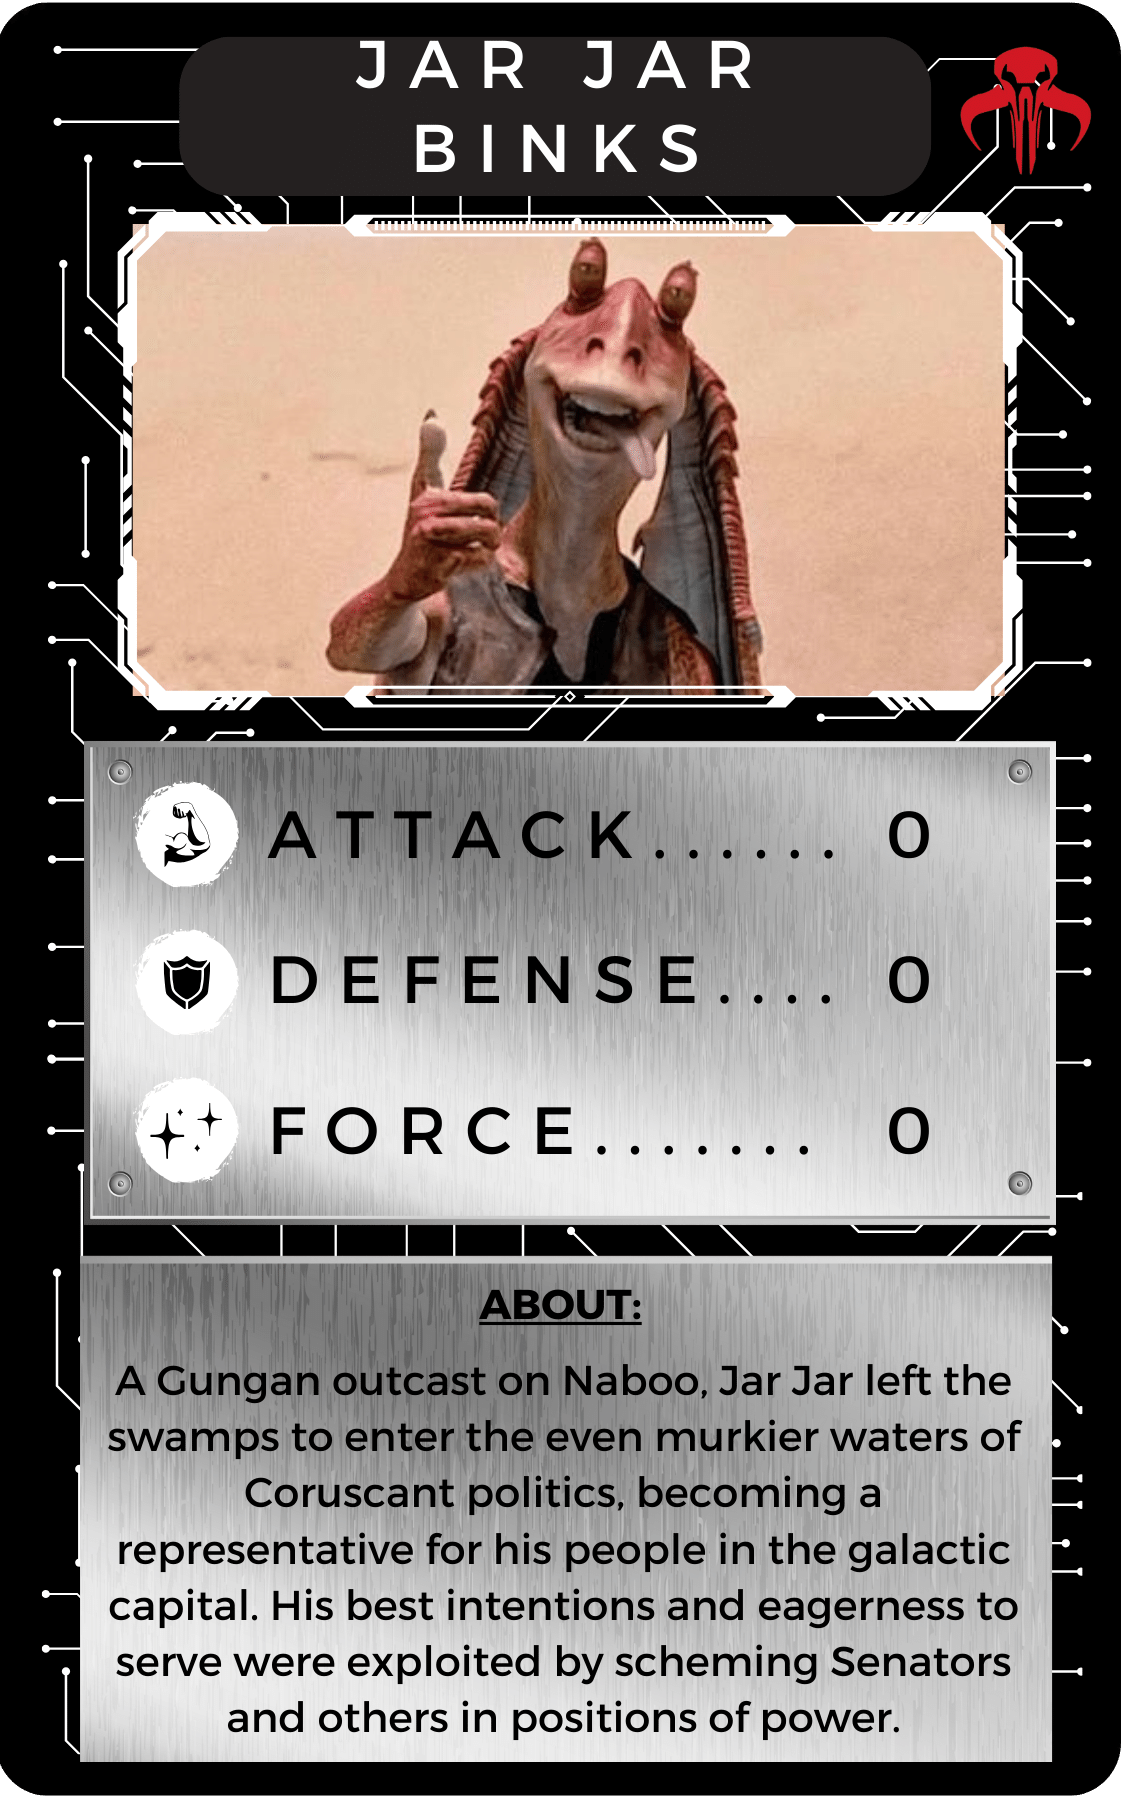 JAR JAR
BINKS
ATTACK...... 0
DEFENSE.... 0
FORCE....... 0
ABOUT:
A Gungan outcast on Naboo, Jar Jar left the
swamps to enter the even murkier waters of
Coruscant politics, becoming a
representative for his people in the galactic
capital. His best intentions and eagerness to
serve were exploited by scheming Senators
and others in positions of power.